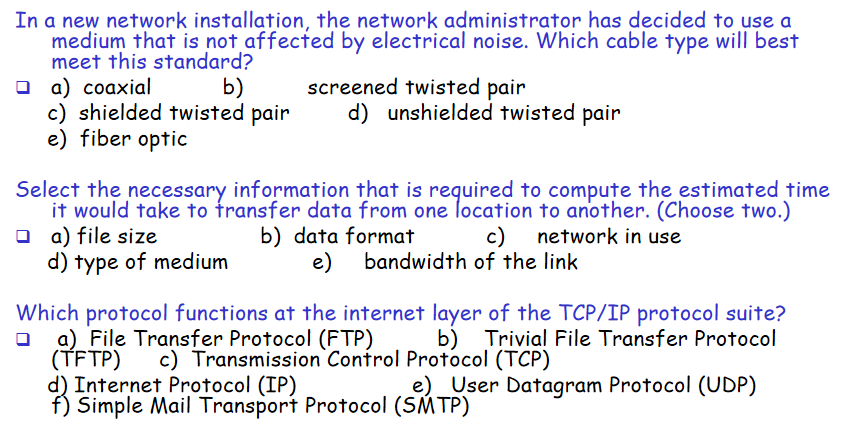 In a new network installation, the network administrator has decided to use a
medium that is not affected by electrical noise. Which cable type will best
meet this standard?
a) coaxial b) screened twisted pair
c) shielded twisted pair d) unshielded twisted pair
e) fiber optic
Select the necessary information that is required to compute the estimated time
it would take to transfer data from one location to another. (Choose two.)
a) file size b) data format c) network in use
d) type of medium e) bandwidth of the link
Which protocol functions at the internet layer of the TCP/IP protocol suite?
a) File Transfer Protocol (FTP) b) Trivial File Transfer Protocol
(TFTP) c) Transmission Control Protocol (TCP)
d) Internet Protocol (IP) e) User Datagram Protocol (UDP)
f) Simple Mail Transport Protocol (SMTP)